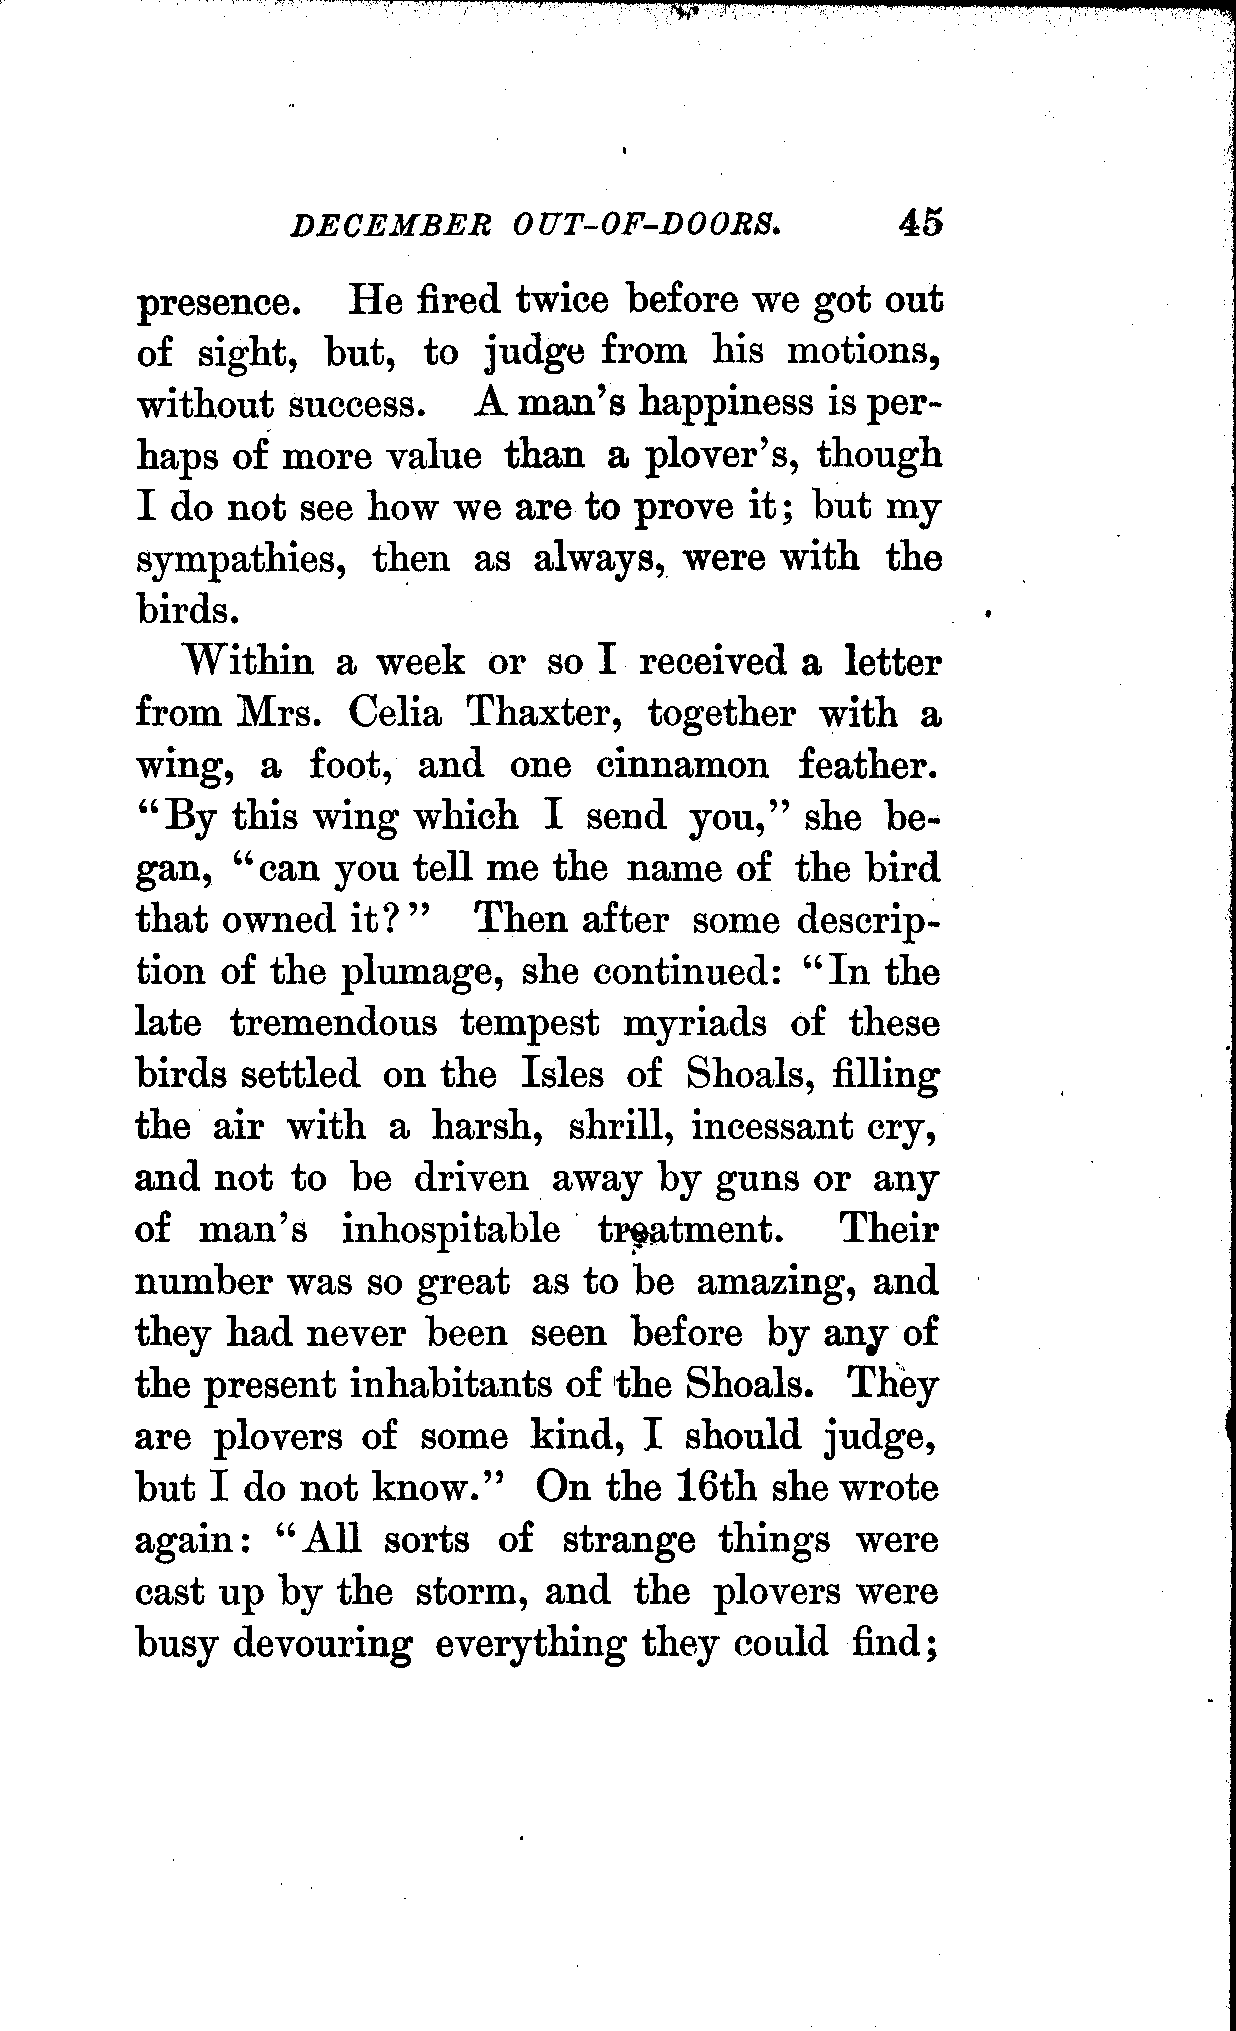 DECEMBER OUT-OF-DOORS. 45
presence. He fired twice before we got out
of sight, but, to judge from his motions,
without success. A man's happiness is per-
haps of more value than a plover's, though
I do not see how we are to prove it; but my
sympathies, then as always, were with the
birds.
Within a week or so I received a letter
from Mrs. Celia Thaxter, together with a
wing, a foot, and one cinnamon feather.
"By this wing which I send you," she be-
gan, "can you tell me the name of the bird
that owned it?" Then after some descrip-
tion of the plumage, she continued: "In the
late tremendous tempest myriads of these
birds settled on the Isles of Shoals, filling
the air with a harsh, shrill, incessant cry,
and not to be driven away by guns or any
of man's inhospitable treatment. Their
number was so great as to be amazing, and
they had never been seen before by any of
the present inhabitants of the Shoals. They
are plovers of some kind, I should judge,
but I do not know." On the 16th she wrote
again: "All sorts of strange things were
cast up by the storm, and the plovers were
busy devouring everything they could find;